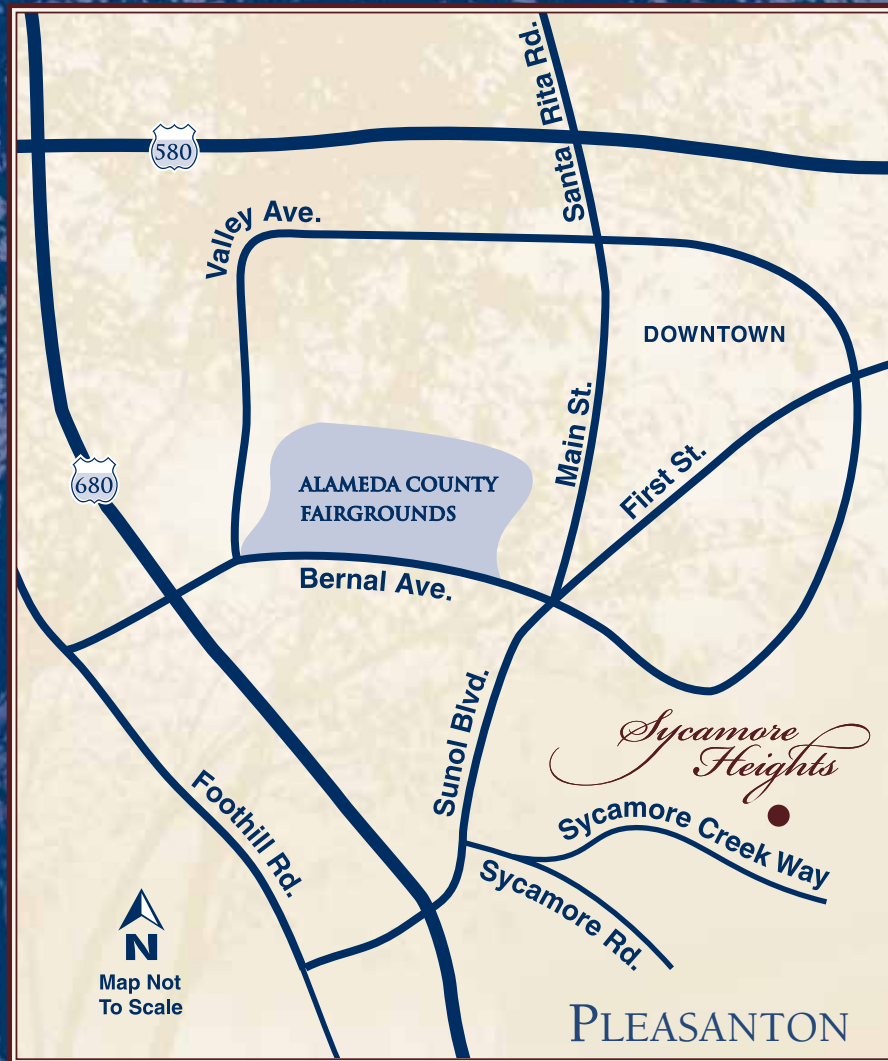 Santa Rita Rd.
580
Valley Ave.
DOWNTOWN
Main St.
First St.
680
ALAMEDA COUNTY
FAIRGROUNDS
Bernal Ave.
Sunol Blvd.
Sycamore
Heights
Foothill Rd.
Sycamore Creek Way
Sycamore Rd.
N
Map Not
To Scale
PLEASANTON